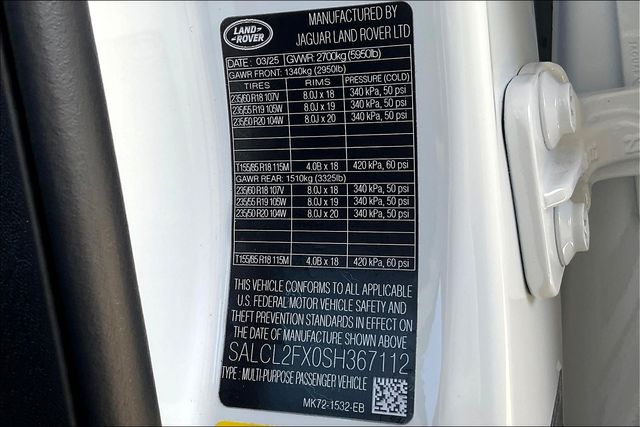 LAND ROVER
MANUFACTURED BY
JAGUAR LAND ROVER LTD
DATE : 03/25 GVWR 2700kg (5950lb)
GAWR FRONT: 1340kg (2950lb)
TIRES RIMS PRESSURE (COLD)
235/60 R18 107V 8.0J x 18 340 kPa, 50 psi
235/55 R19 105W 8.0J x 19 340 kPa, 50 psi
235/50 R20 104W 8.0J x 20 340 kPa, 50 psi
T155/85 R18 115M 4.0B x 18 420 kPa, 60 psi
GAWR REAR: 1510kg (3325lb)
235/60 R18 107V 8.0J x 18 340 kPa, 50 psi
235/55 R19 105W 8.0J x 19 340 kPa, 50 psi
235/50 R20 104W 8.0J x 20 340 kPa, 50 psi
T155/85 R18 115M 4.0B x 18 420 kPa, 60 psi
THIS VEHICLE CONFORMS TO ALL APPLICABLE
U.S. FEDERAL MOTOR VEHICLE SAFETY AND
THEFT PREVENTION STANDARDS IN EFFECT ON
THE DATE OF MANUFACTURE SHOWN ABOVE
SALCL2FX0SH367112
TYPE : MULTI-PURPOSE PASSENGER VEHICLE
MK72-1532-EB